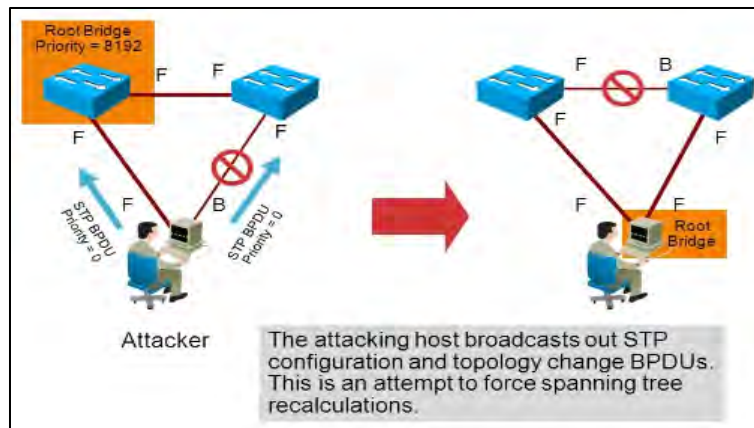 Root Bridge
Priority = 8192
F
F
F
F
F
B
STP BPDU
Priority = 0
STP BPDU
Priority = 0
Attacker
F
B
F
F
F
F
Root
Bridge
The attacking host broadcasts out STP
configuration and topology change BPDUs.
This is an attempt to force spanning tree
recalculations.